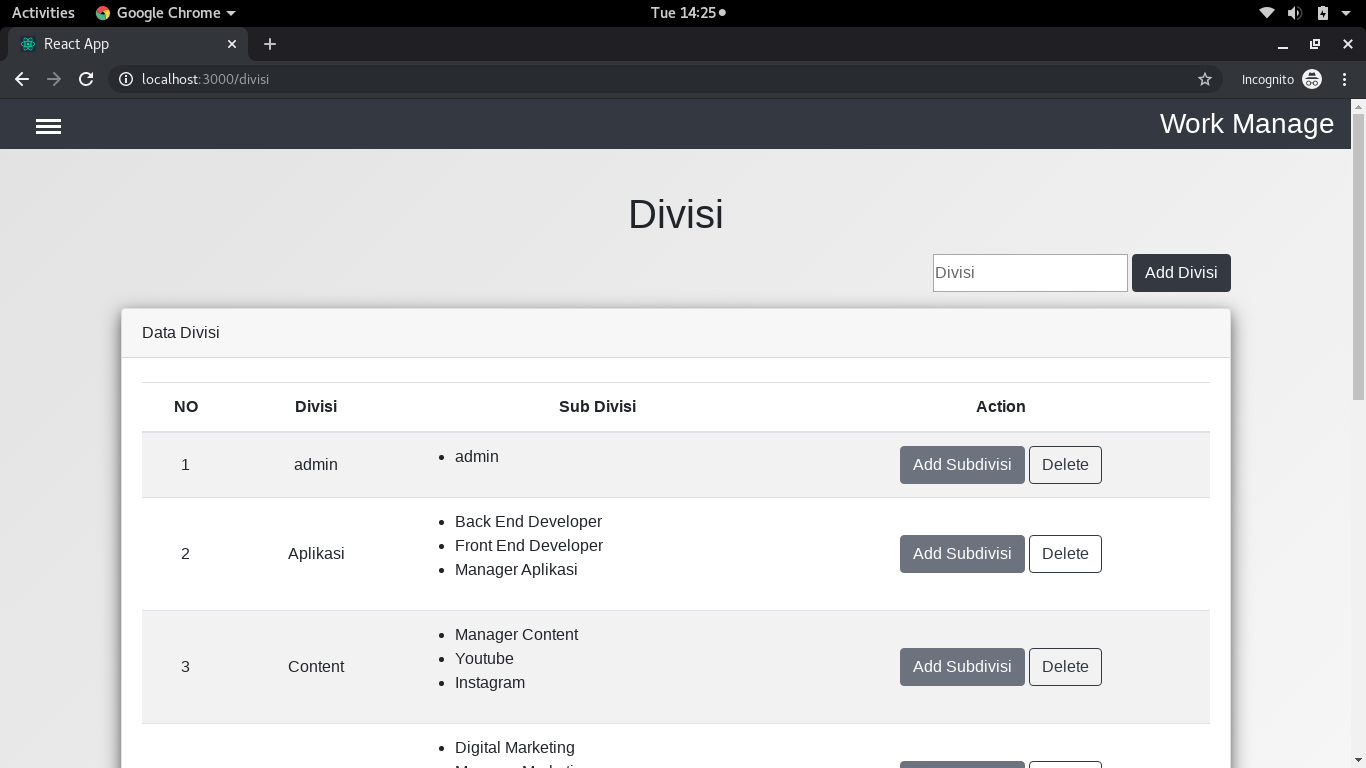 Activities Google Chrome Tue 14:25
React App
localhost:3000/divisi Incognito
Work Manage
Divisi
Divisi Add Divisi
Data Divisi
NO Divisi Sub Divisi Action
1 admin admin Add Subdivisi Delete
Back End Developer
2 Aplikasi Front End Developer Add Subdivisi Delete
Manager Aplikasi
Manager Content
3 Content Youtube Add Subdivisi Delete
Instagram
Digital Marketing